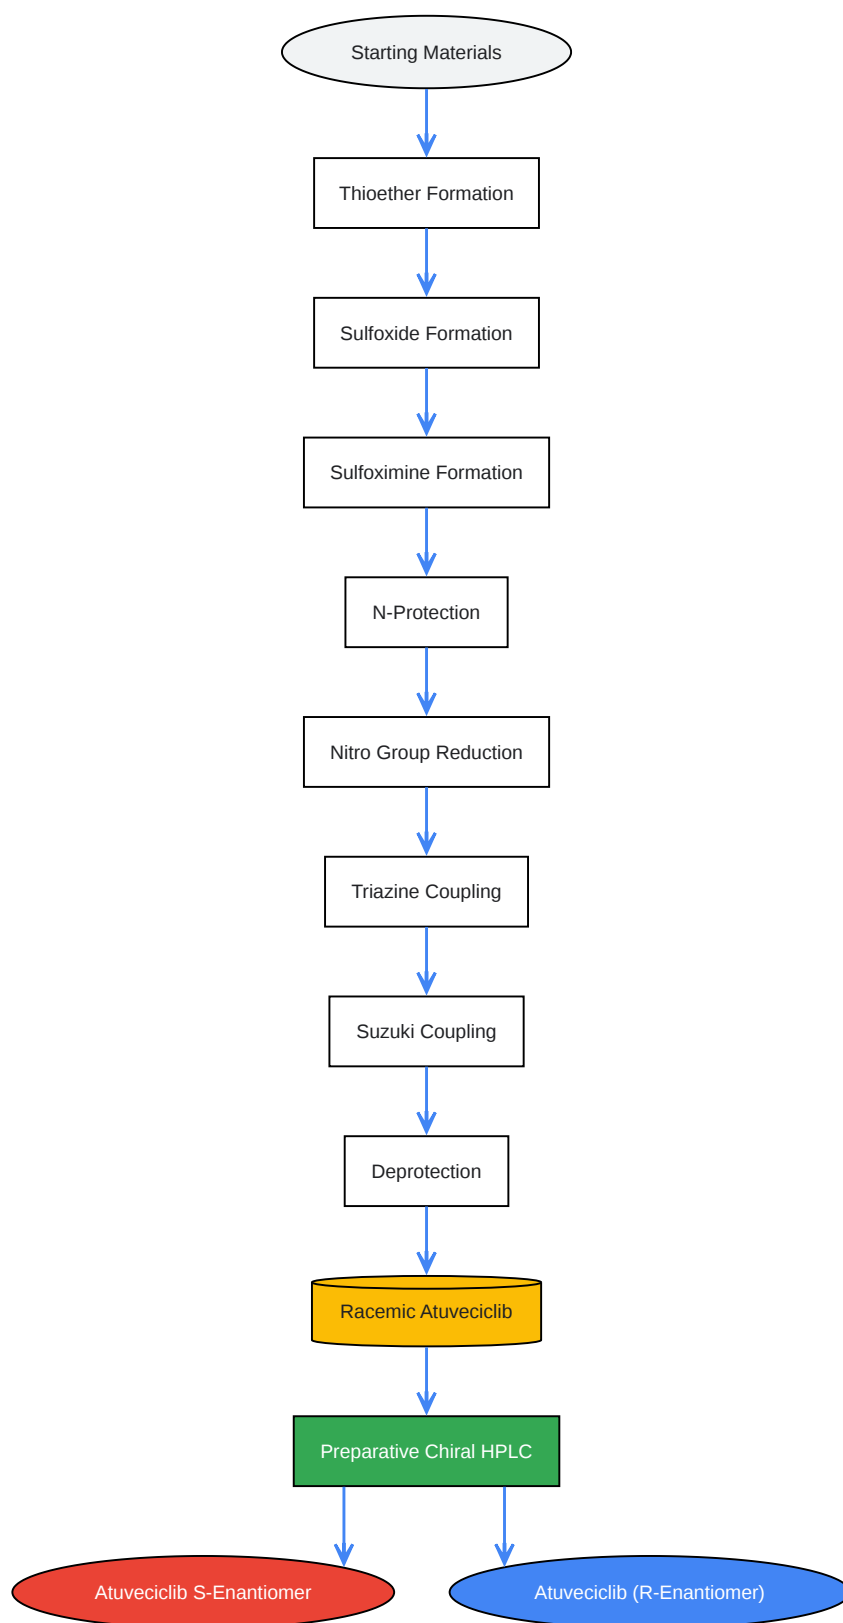 Starting Materials
Thioether Formation
Sulfoxide Formation
Sulfoximine Formation
N-Protection
Nitro Group Reduction
Triazine Coupling
Suzuki Coupling
Deprotection
Racemic Atuveciclib
Preparative Chiral HPLC
Atuveciclib S-Enantiomer
Atuveciclib (R-Enantiomer)